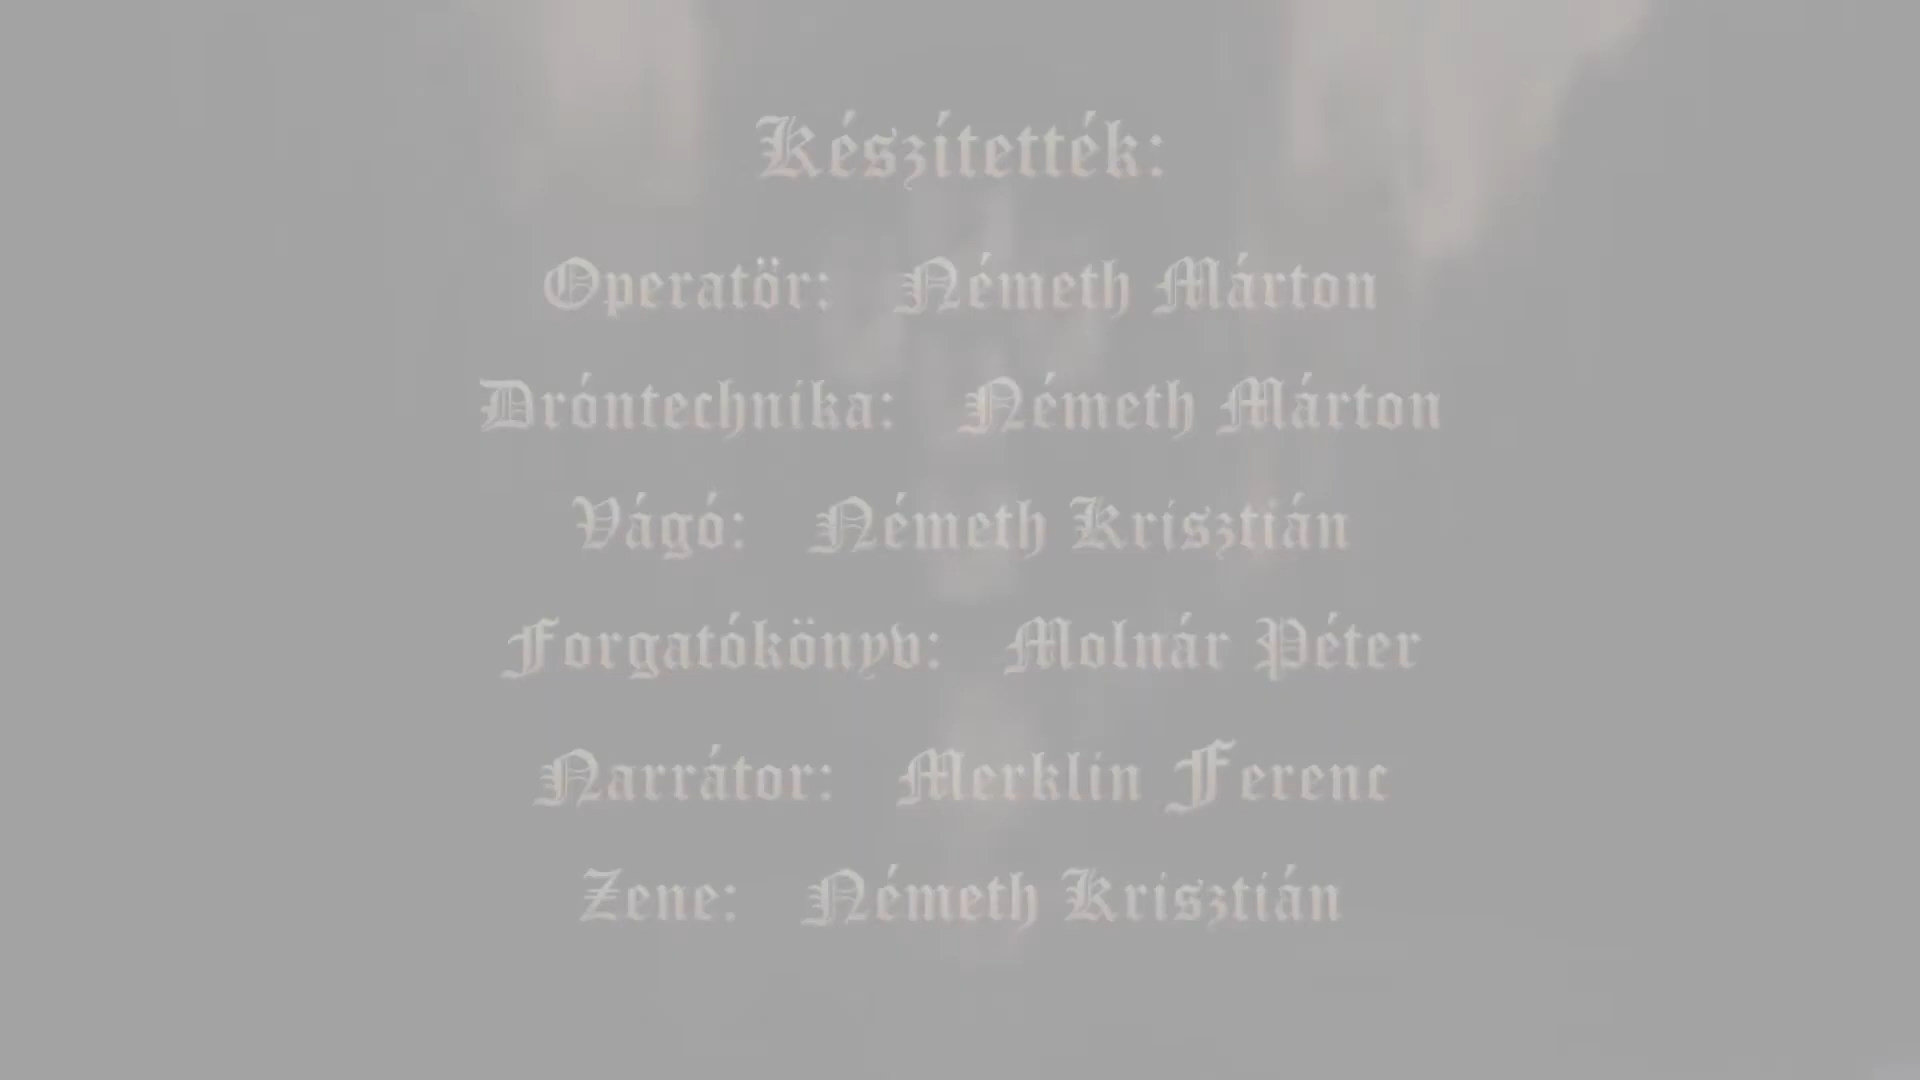 Készítették:
Operatör: Németh Márton
Dróntechnika: Németh Márton
Vágó: Németh Krisztián
Forgatókönyv: Molnár Péter
Narrátor: Merklin Ferenc
Zene: Németh Krisztián